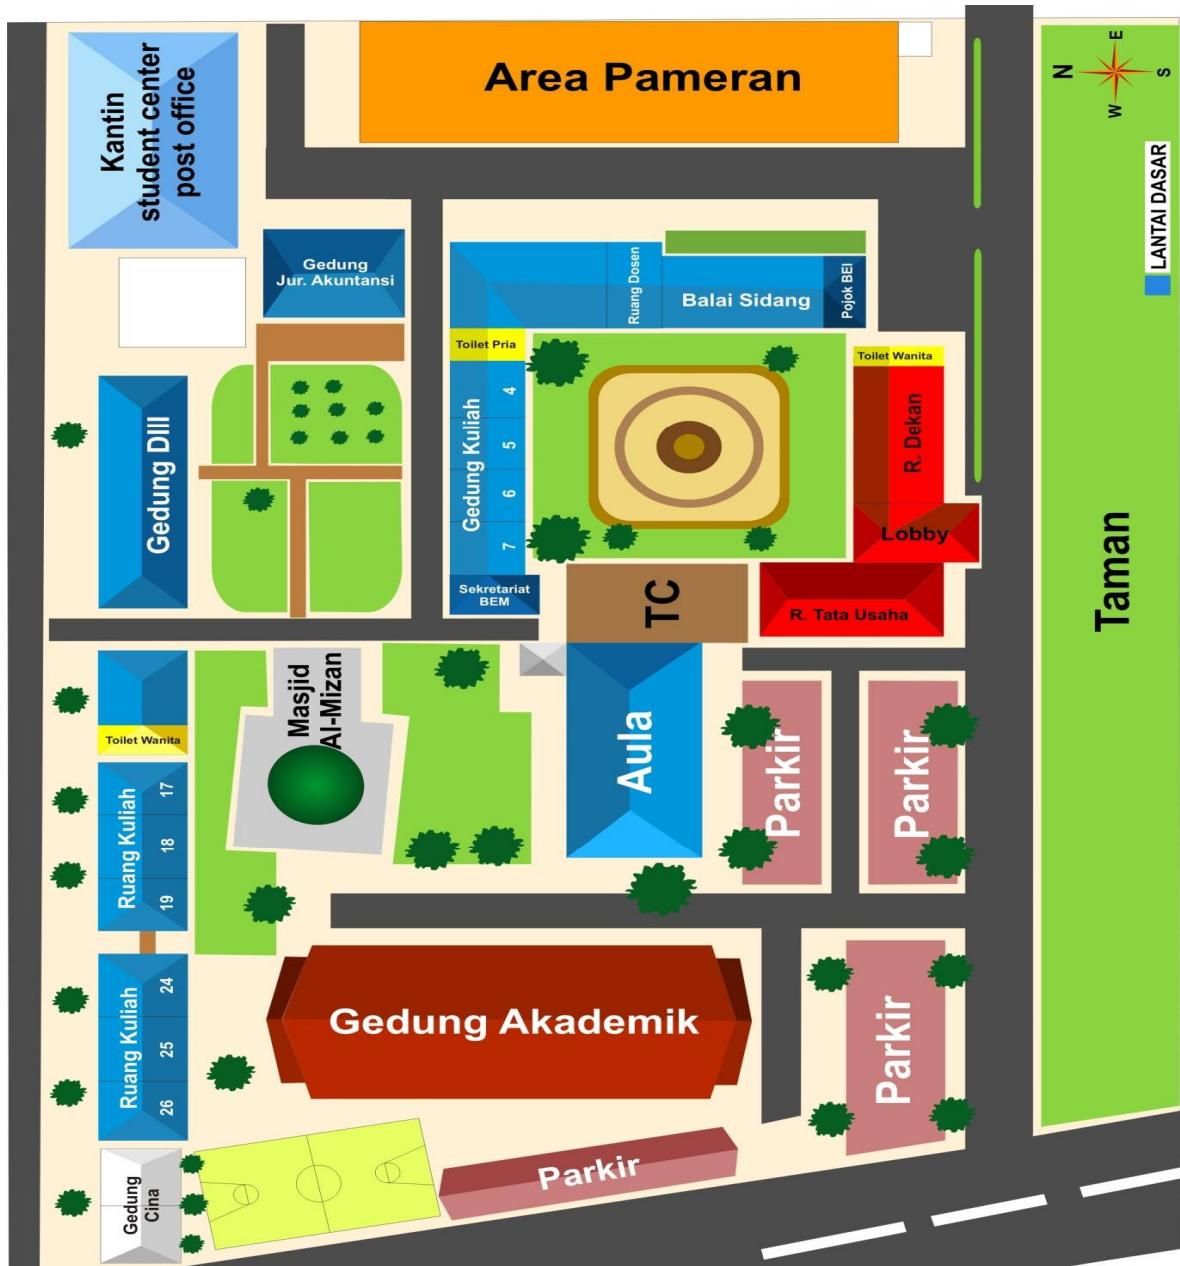 Kantin
student center
post office
Area Pameran
N
E
S
W
LANTAI DASAR
Gedung
Jur. Akuntansi
Ruang Dosen
Balai Sidang
Pojok BEI
Toilet Pria
Toilet Wanita
Gedung DIII
Gedung Kuliah
4
5
6
7
R. Dekan
Lobby
Sekretariat
BEM
TC
R. Tata Usaha
Taman
Toilet Wanita
Masjid
Al-Mizan
Aula
Parkir
Parkir
Ruang Kuliah
17
18
19
Ruang Kuliah
24
25
26
Gedung Akademik
Parkir
Gedung
Cina
Parkir